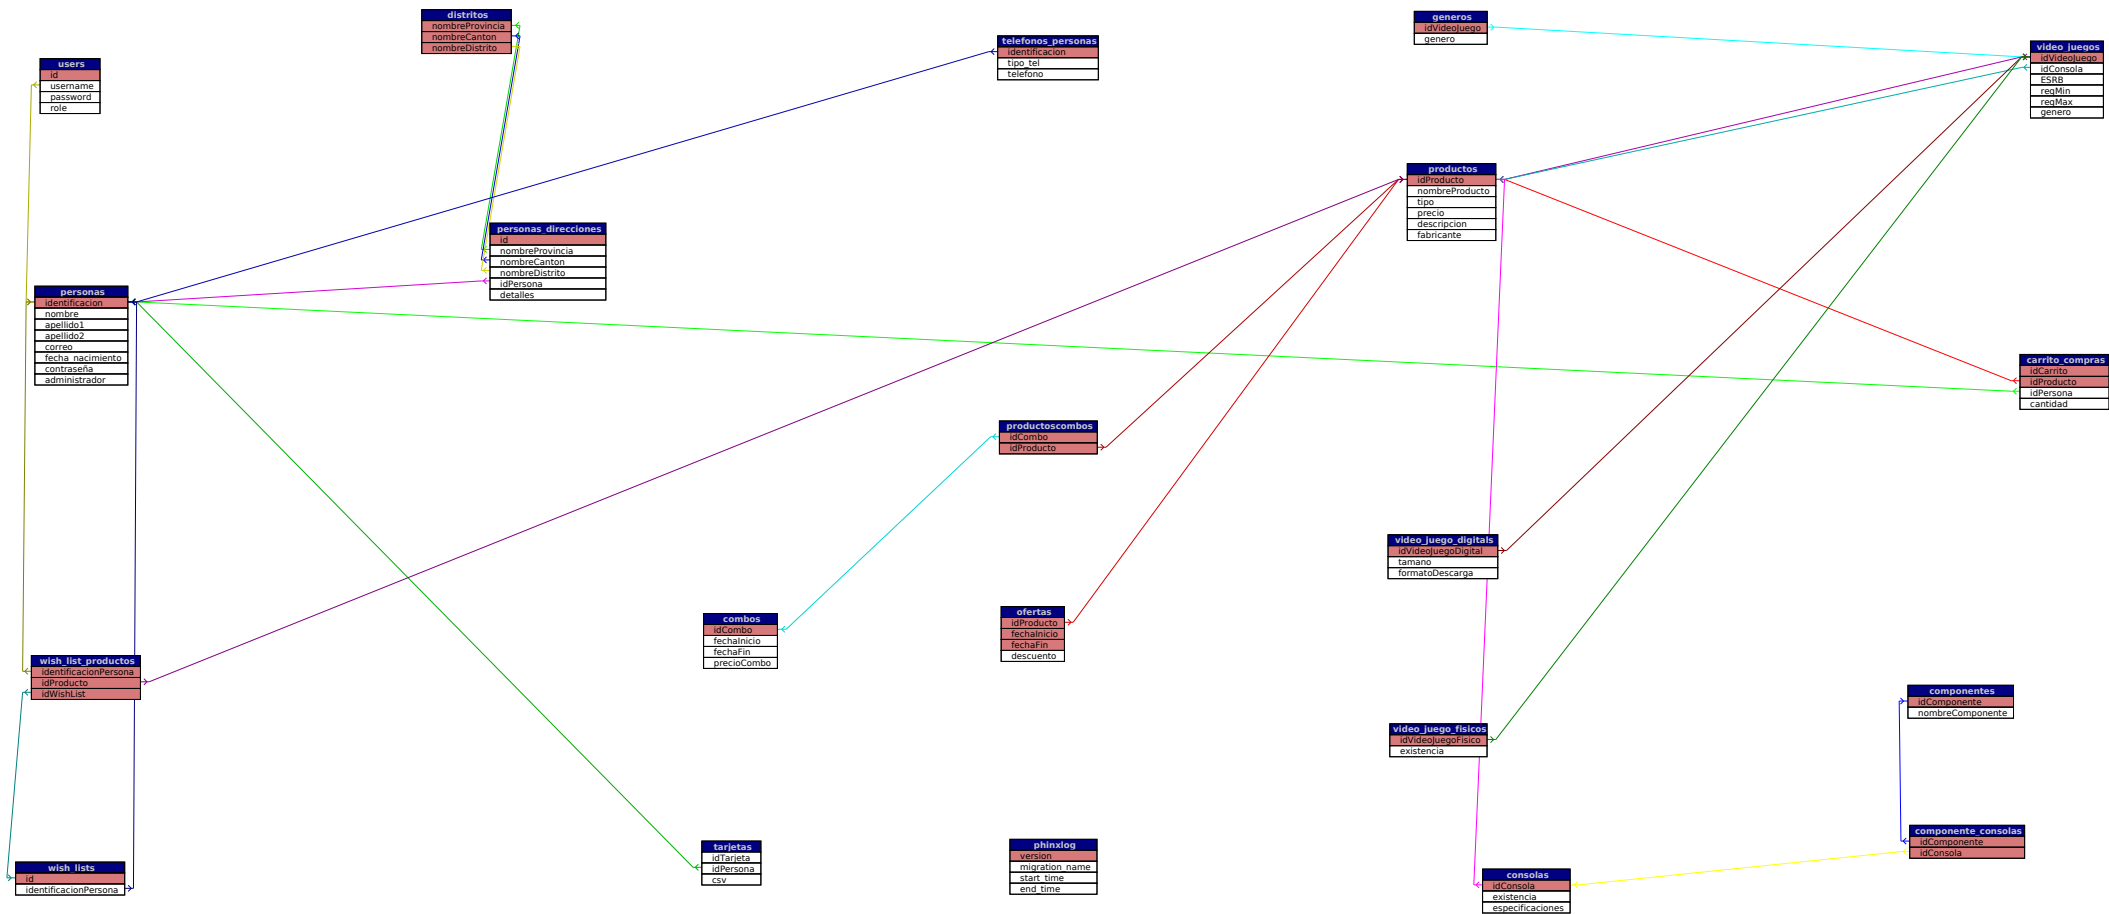 distritos
nombreProvincia
nombreCanton
nombreDistrito
generos
idVideoJuego
genero
telefonos_personas
identificacion
tipo_tel
telefono
video_juegos
idVideoJuego
idConsola
ESRB
reqMin
reqMax
genero
users
id
username
password
role
productos
idProducto
nombreProducto
tipo
precio
descripcion
fabricante
personas_direcciones
id
nombreProvincia
nombreCanton
nombreDistrito
idPersona
detalles
personas
identificacion
nombre
apellido1
apellido2
correo
fecha_nacimiento
contraseña
administrador
carrito_compras
idCarrito
idProducto
idPersona
cantidad
productoscombos
idCombo
idProducto
video_juego_digitals
idVideoJuegoDigital
tamano
formatoDescarga
combos
idCombo
fechaInicio
fechaFin
precioCombo
ofertas
idProducto
fechaInicio
fechaFin
descuento
wish_list_productos
identificacionPersona
idProducto
idWishList
componentes
idComponente
nombreComponente
video_juego_fisicos
idVideoJuegoFisico
existencia
componente_consolas
idComponente
idConsola
tarjetas
idTarjeta
idPersona
csv
phinxlog
version
migration_name
start_time
end_time
wish_lists
id
identificacionPersona
consolas
idConsola
existencia
especificaciones